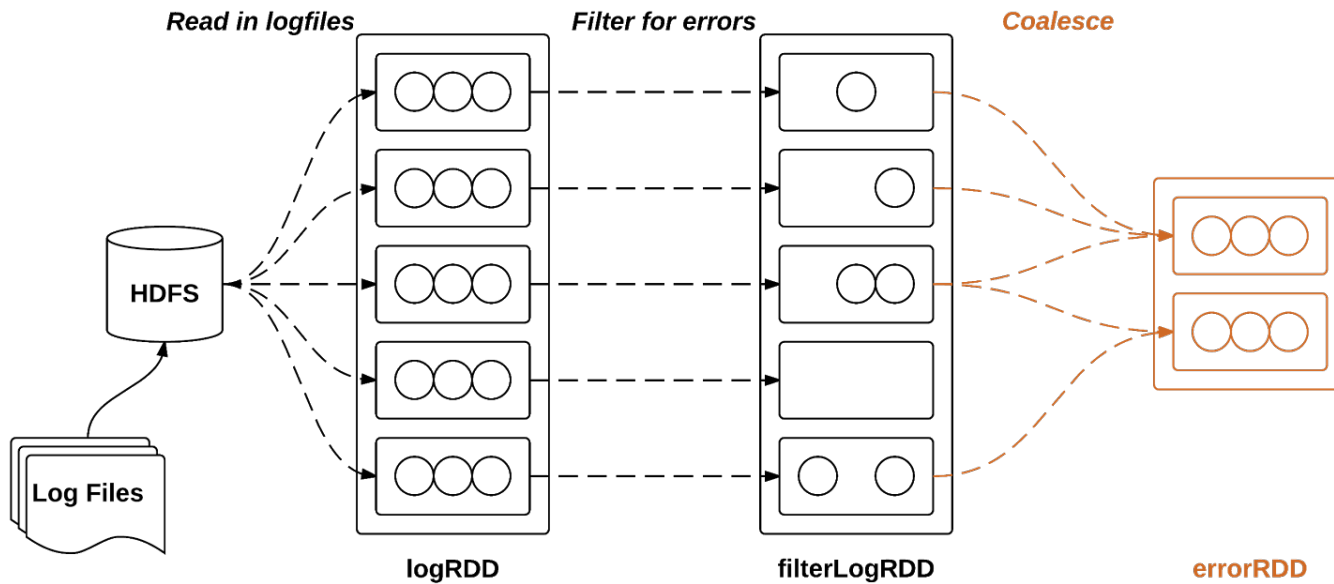 Read in logfiles
Filter for errors
Coalesce
HDFS
Log Files
logRDD
filterLogRDD
errorRDD